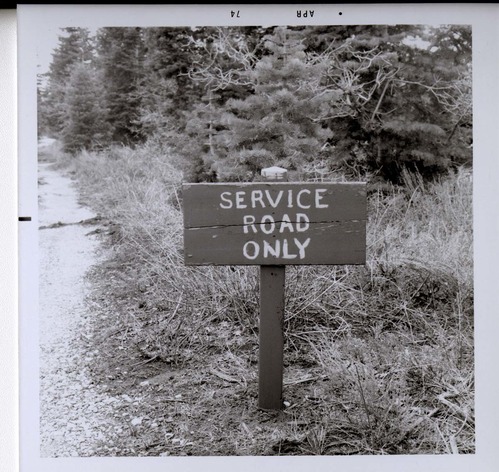 74 APR •
SERVICE
ROAD
ONLY